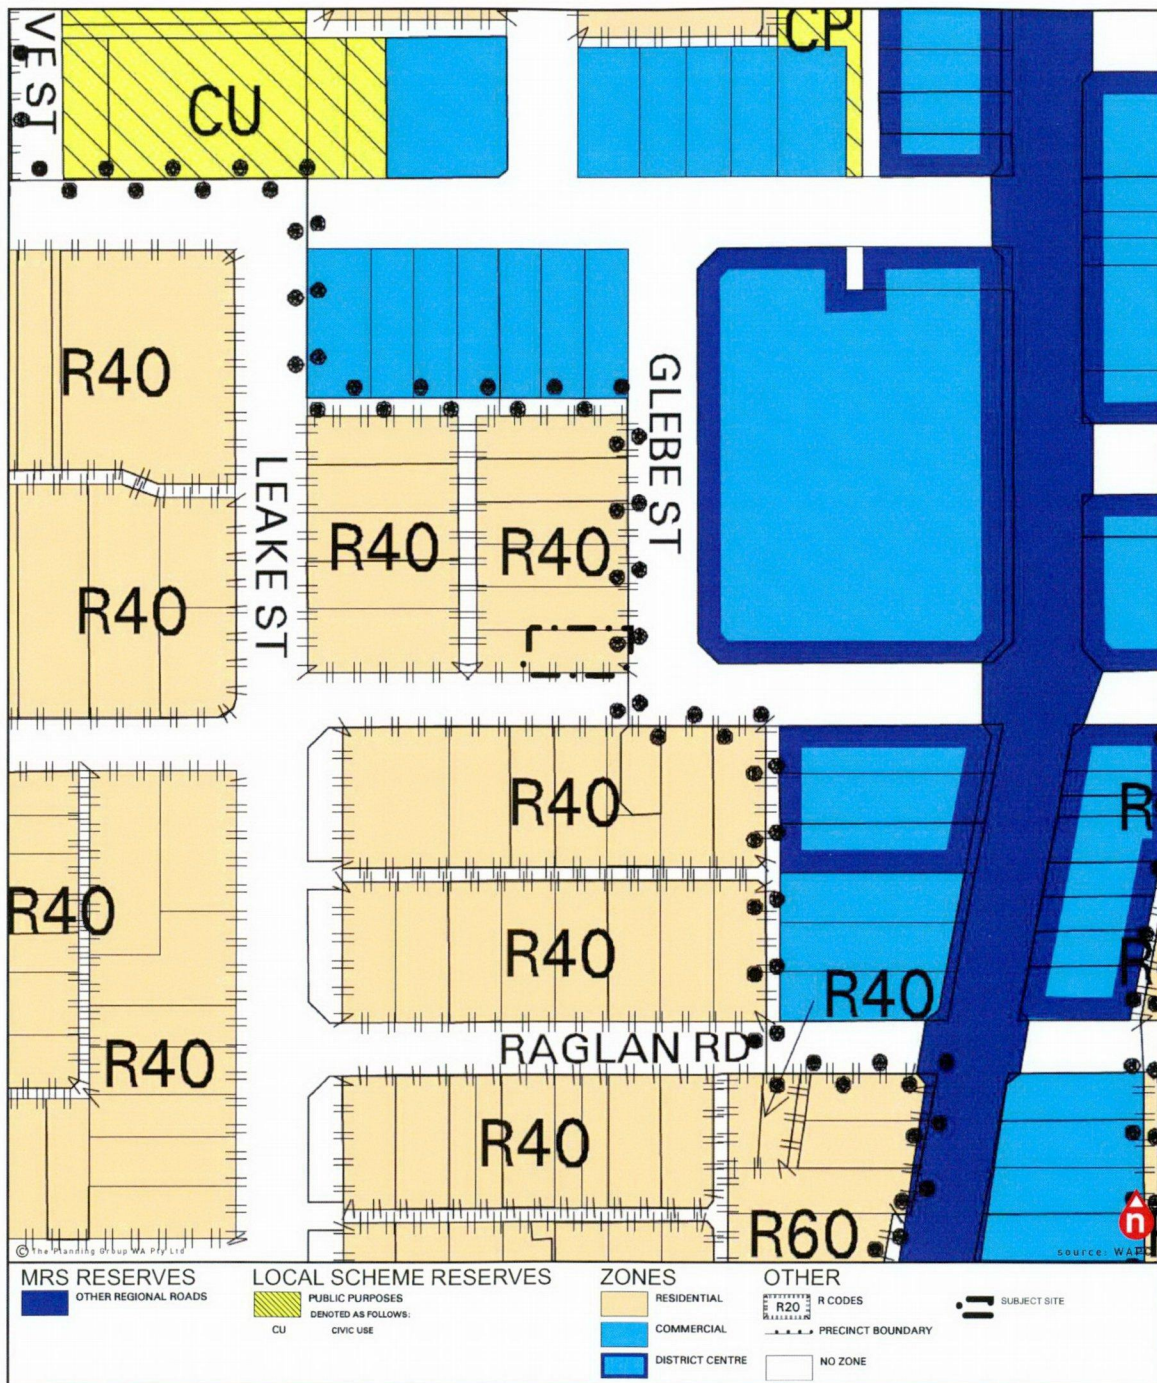 VE ST
CU
CP
R40
GLEBE ST
LEAKE ST
R40
R40
R40
R40
R40
R40
R
R
R40
R40
RAGLAN RD
R40
R60
n
© The Planning Group WA Pty Ltd
source: WAPC
MRS RESERVES
OTHER REGIONAL ROADS
LOCAL SCHEME RESERVES
PUBLIC PURPOSES
DENOTED AS FOLLOWS:
CU CIVIC USE
ZONES
RESIDENTIAL
COMMERCIAL
DISTRICT CENTRE
OTHER
R20 R CODES
PRECINCT BOUNDARY
NO ZONE
SUBJECT SITE